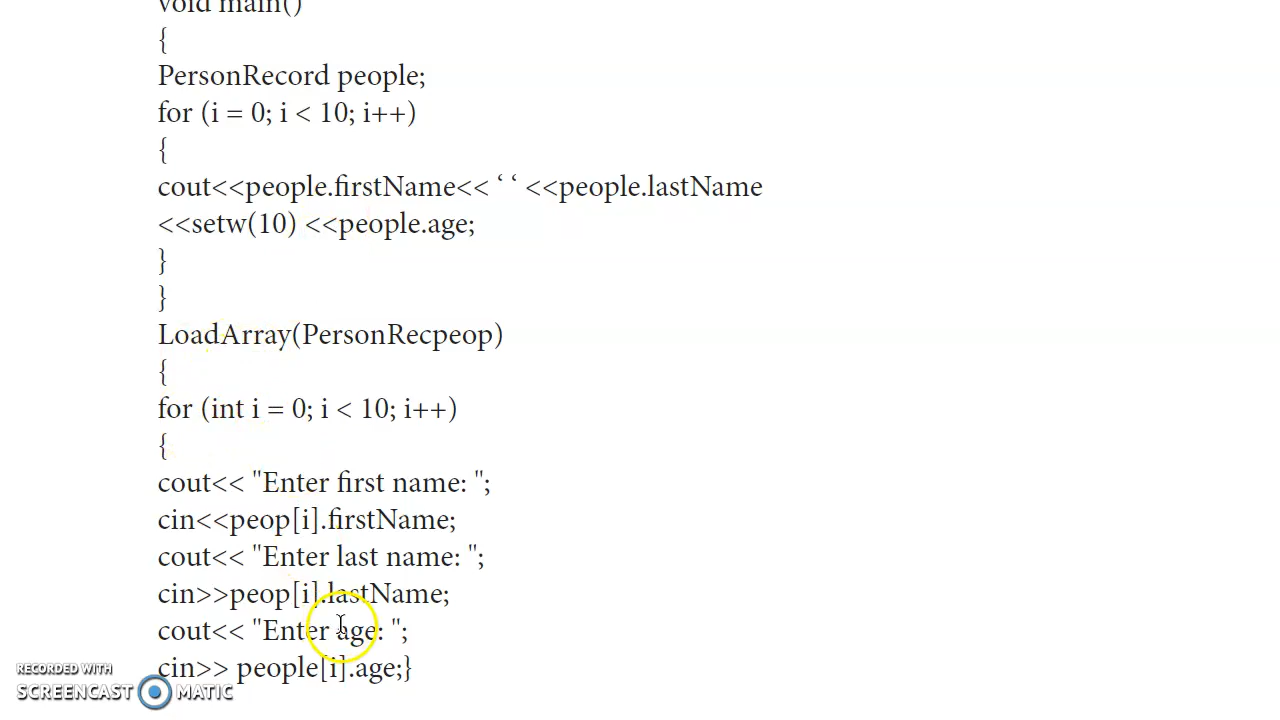 void main()
{
PersonRecord people;
for (i = 0; i < 10; i++)
{
cout<<people.firstName<< ‘ ‘ <<people.lastName
<<setw(10) <<people.age;
}
}
LoadArray(PersonRecpeop)
{
for (int i = 0; i < 10; i++)
{
cout<< "Enter first name: ";
cin<<peop[i].firstName;
cout<< "Enter last name: ";
cin>>peop[i].lastName;
cout<< "Enter age: ";
cin>> people[i].age;}
RECORDED WITH
SCREENCAST MATIC